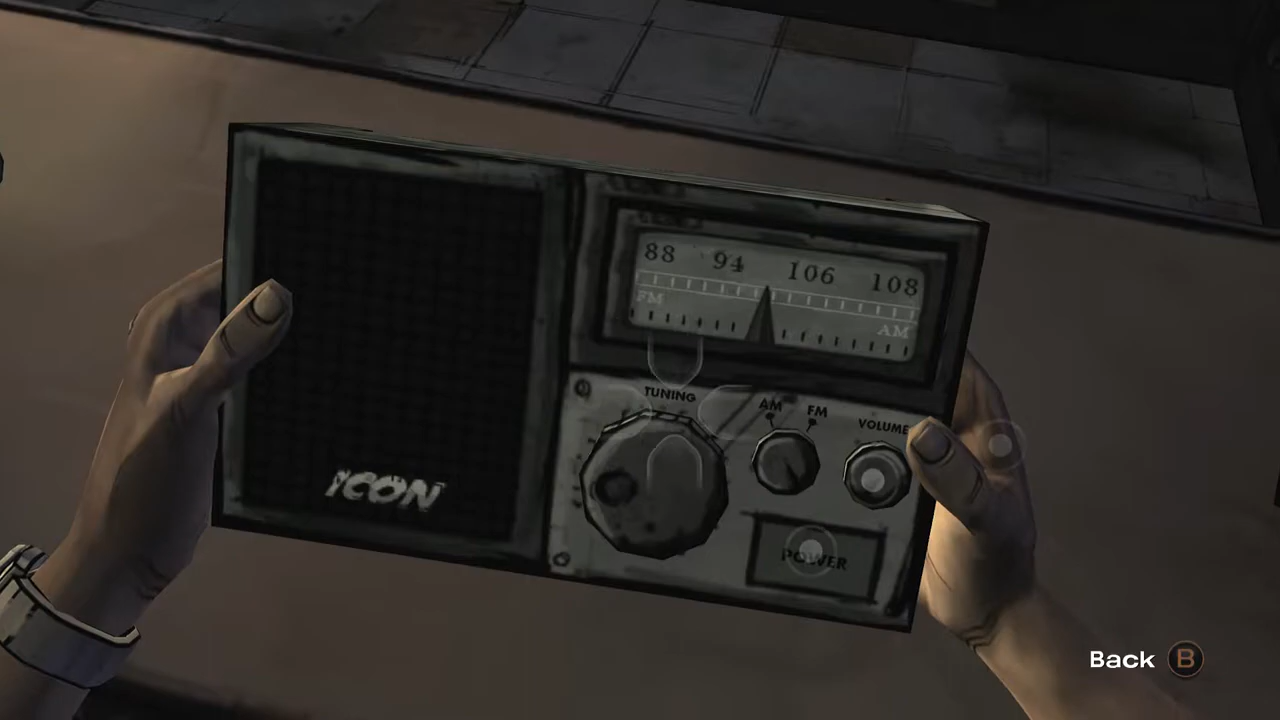 88 94 106 108
FM
AM
TUNING
AM FM
VOLUME
ICON
POWER
Back B